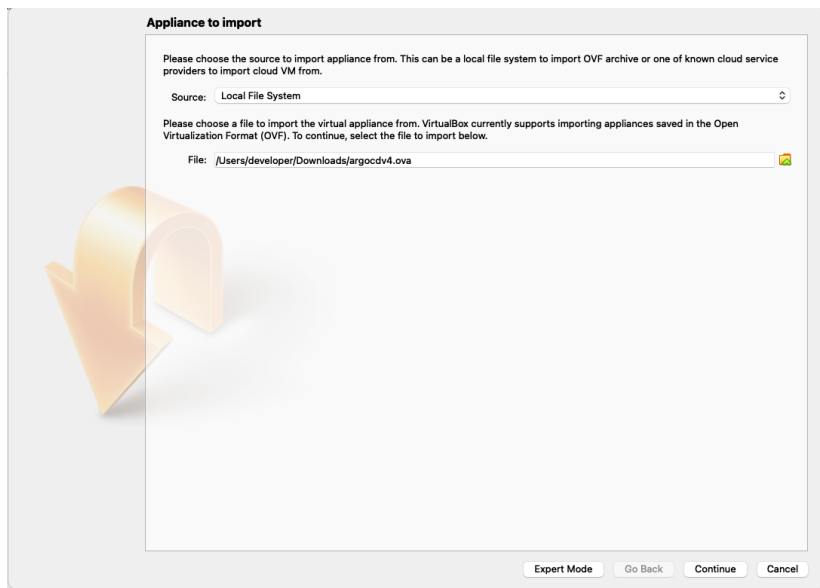 Appliance to import
Please choose the source to import appliance from. This can be a local file system to import OVF archive or one of known cloud service
providers to import cloud VM from.
Source: Local File System
Please choose a file to import the virtual appliance from. VirtualBox currently supports importing appliances saved in the Open
Virtualization Format (OVF). To continue, select the file to import below.
File: /Users/developer/Downloads/argocdv4.ova
Expert Mode Go Back Continue Cancel